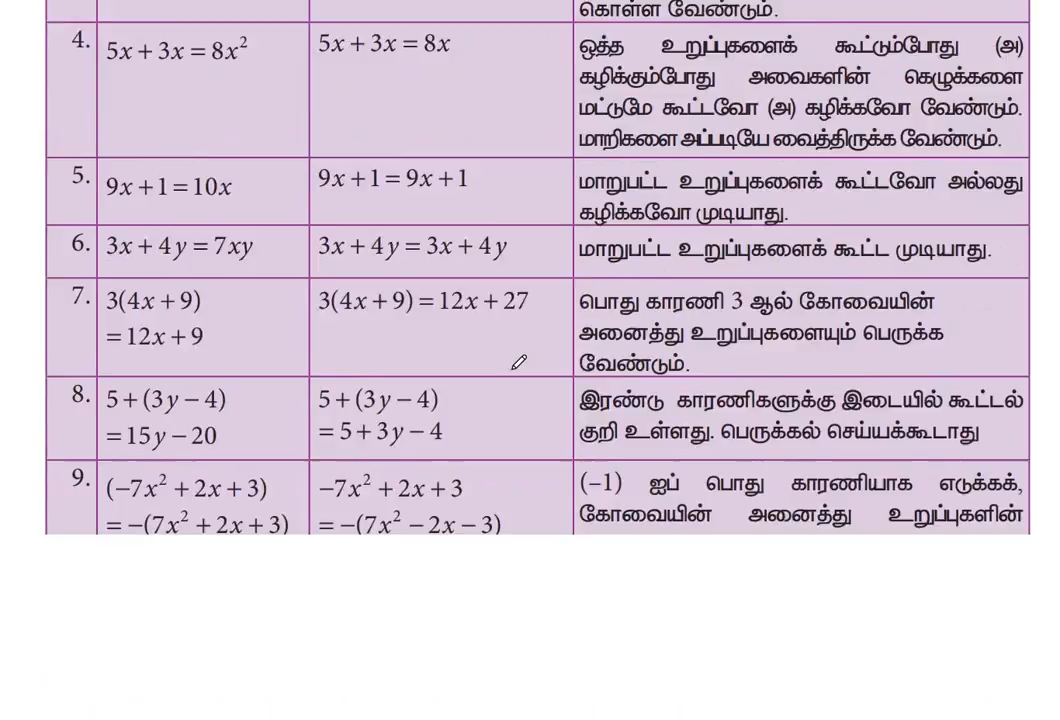 கொள்ள வேண்டும்.
4. 5x + 3x = 8x² 5x + 3x = 8x ஒத்த உறுப்புகளைக் கூட்டும்போது (அ)
கழிக்கும்போது அவைகளின் கெழுக்களை
மட்டுமே கூட்டவோ (அ) கழிக்கவோ வேண்டும்.
மாறிகளை அப்படியே வைத்திருக்க வேண்டும்.
5. 9x + 1 = 10x 9x + 1 = 9x + 1 மாறுபட்ட உறுப்புகளைக் கூட்டவோ அல்லது
கழிக்கவோ முடியாது.
6. 3x + 4y = 7xy 3x + 4y = 3x + 4y மாறுபட்ட உறுப்புகளைக் கூட்ட முடியாது.
7. 3(4x + 9) 3(4x + 9) = 12x + 27 பொது காரணி 3 ஆல் கோவையின்
= 12x + 9 அனைத்து உறுப்புகளையும் பெருக்க
வேண்டும்.
8. 5 + (3y − 4) 5 + (3y − 4) இரண்டு காரணிகளுக்கு இடையில் கூட்டல்
= 15y − 20 = 5 + 3y − 4 குறி உள்ளது. பெருக்கல் செய்யக்கூடாது
9. (−7x² + 2x + 3) −7x² + 2x + 3 (–1) ஐப் பொது காரணியாக எடுக்கக்,
= −(7x² + 2x + 3) = −(7x² − 2x − 3) கோவையின் அனைத்து உறுப்புகளின்